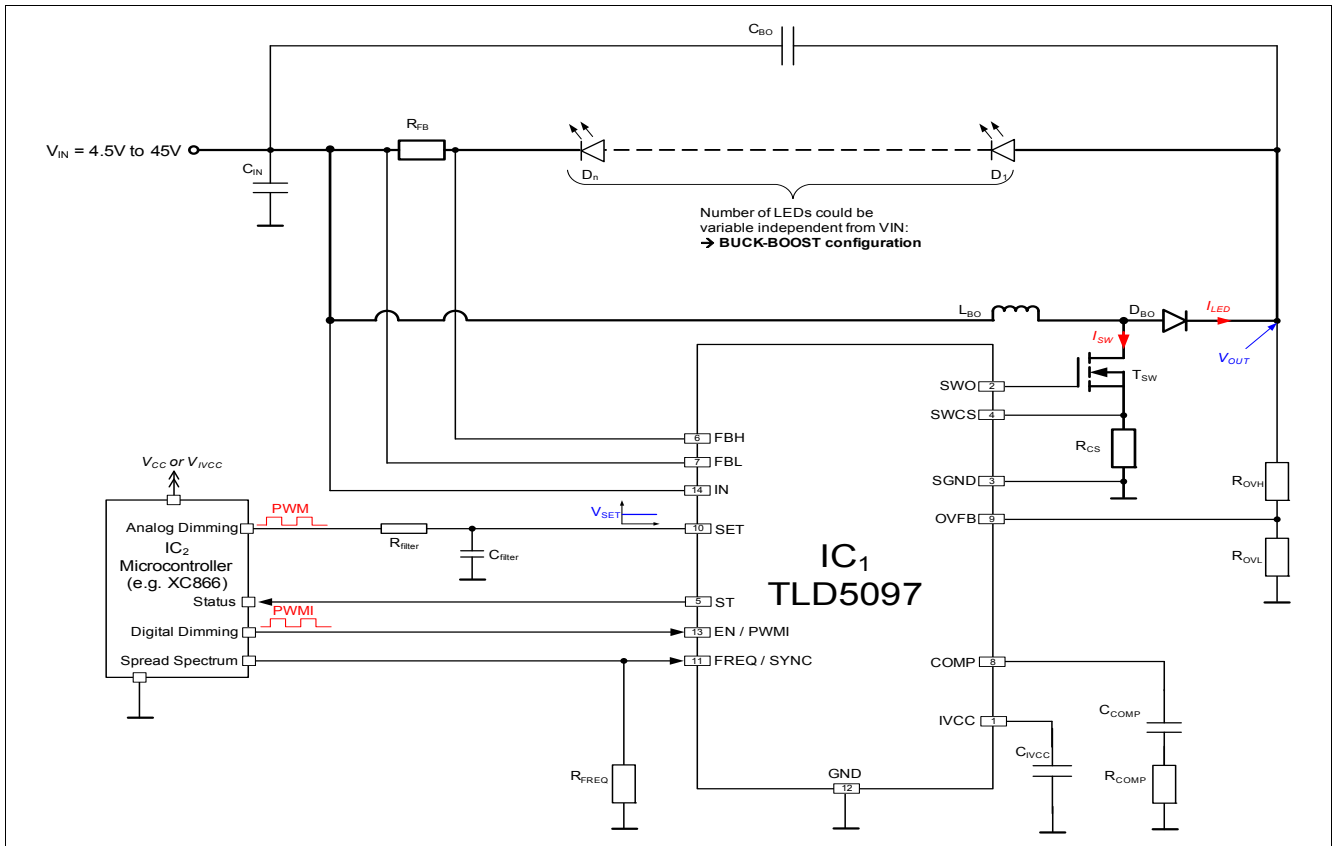 C_BO
R_FB
V_IN = 4.5V to 45V
C_IN
D_n
D_1
Number of LEDs could be
variable independent from VIN:
→ BUCK-BOOST configuration
L_BO
D_BO
I_LED
I_SW
V_OUT
T_SW
SWO
2
SWCS
4
R_CS
SGND
3
OVFB
9
R_OVH
R_OVL
6
FBH
7
FBL
14
IN
V_CC or V_IVCC
Analog Dimming
PWM
R_filter
C_filter
V_SET
10
SET
IC_2
Microcontroller
(e.g. XC866)
IC_1
TLD5097
Status
5
ST
Digital Dimming
PWMI
13
EN / PWMI
Spread Spectrum
11
FREQ / SYNC
COMP
8
IVCC
1
C_COMP
C_IVCC
R_COMP
R_FREQ
GND
12